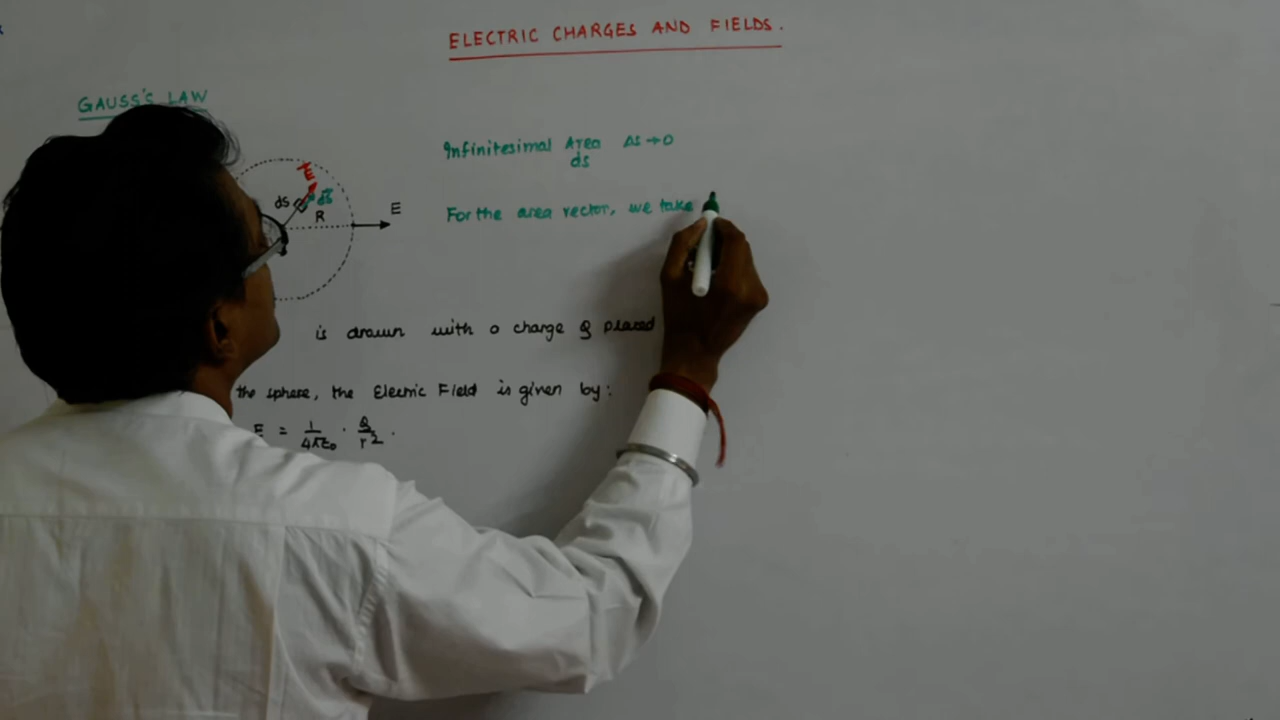 ELECTRIC CHARGES AND FIELDS.
GAUSS'S LAW
Infinitesimal Area Δs→0
ds
For the area vector, we take
E
ds
ds
R
E
is drawn with a charge Q placed
the sphere, the Electric Field is given by:
E = 1/4πε₀ · Q/r² .